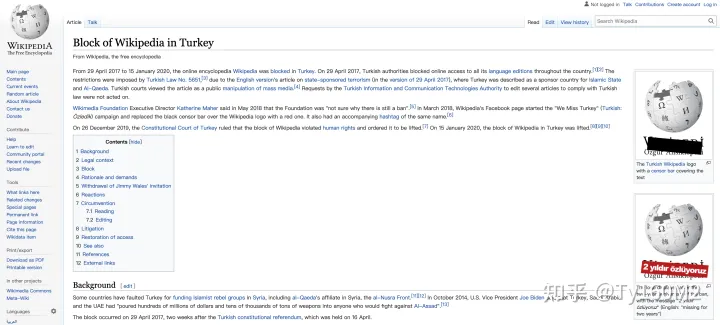 Not logged in Talk Contributions Create account Log in
Article Talk
Read Edit View history
Search Wikipedia
WIKIPEDIA
The Free Encyclopedia
Main page
Contents
Current events
Random article
About Wikipedia
Contact us
Donate
Contribute
Help
Learn to edit
Community portal
Recent changes
Upload file
Tools
What links here
Related changes
Special pages
Permanent link
Page information
Cite this page
Wikidata item
Print/export
Download as PDF
Printable version
In other projects
Wikimedia Commons
Meta-Wiki
Languages
العربية
Block of Wikipedia in Turkey
From Wikipedia, the free encyclopedia
From 29 April 2017 to 15 January 2020, the online encyclopedia Wikipedia was blocked in Turkey. On 29 April 2017, Turkish authorities blocked online access to all its language editions throughout the country.[1][2] The
restrictions were imposed by Turkish Law No. 5651,[3] due to the English version's article on state-sponsored terrorism (in the version of 29 April 2017), where Turkey was described as a sponsor country for Islamic State
and Al-Qaeda. Turkish courts viewed the article as a public manipulation of mass media.[4] Requests by the Turkish Information and Communication Technologies Authority to edit several articles to comply with Turkish
law were not acted on.
Wikimedia Foundation Executive Director Katherine Maher said in May 2018 that the Foundation was "not sure why there is still a ban".[5] In March 2018, Wikipedia's Facebook page started the "We Miss Turkey" (Turkish:
Özledik) campaign and replaced the black censor bar over the Wikipedia logo with a red one. It also had an accompanying hashtag of the same name.[6]
On 26 December 2019, the Constitutional Court of Turkey ruled that the block of Wikipedia violated human rights and ordered it to be lifted.[7] On 15 January 2020, the block of Wikipedia in Turkey was lifted.[8][9][10]
Contents [hide]
1 Background
2 Legal context
3 Block
4 Rationale and demands
5 Withdrawal of Jimmy Wales' invitation
6 Reactions
7 Circumvention
7.1 Reading
7.2 Editing
8 Litigation
9 Restoration of access
10 See also
11 References
12 External links
Background [edit]
Some countries have faulted Turkey for funding Islamist rebel groups in Syria, including al-Qaeda's affiliate in Syria, the al-Nusra Front.[11][12] In October 2014, U.S. Vice President Joe Biden Turkey, Sa
and the UAE had "poured hundreds of millions of dollars and tens of thousands of tons of weapons into anyone who would fight against Al-Assad".[13]
The block occurred on 29 April 2017, two weeks after the Turkish constitutional referendum, which was held on 16 April.
The Turkish Wikipedia logo
with a censor bar covering the
text
2 yıldır özlüyoruz
özlüyoruz" (English: "missing for
two years")
知乎